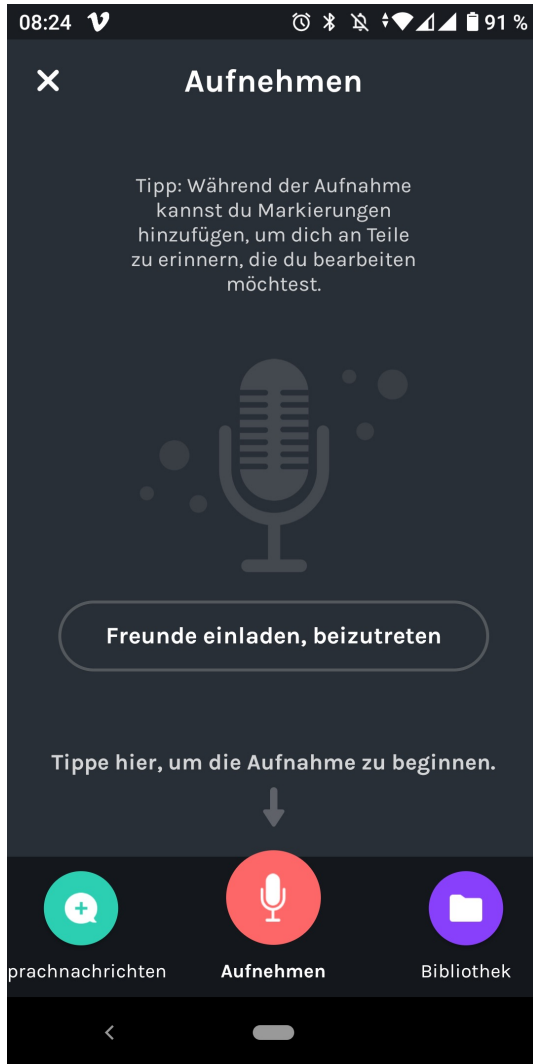 08:24
91 %
Aufnehmen
Tipp: Während der Aufnahme
kannst du Markierungen
hinzufügen, um dich an Teile
zu erinnern, die du bearbeiten
möchtest.
Freunde einladen, beizutreten
Tippe hier, um die Aufnahme zu beginnen.
prachnachrichten
Aufnehmen
Bibliothek